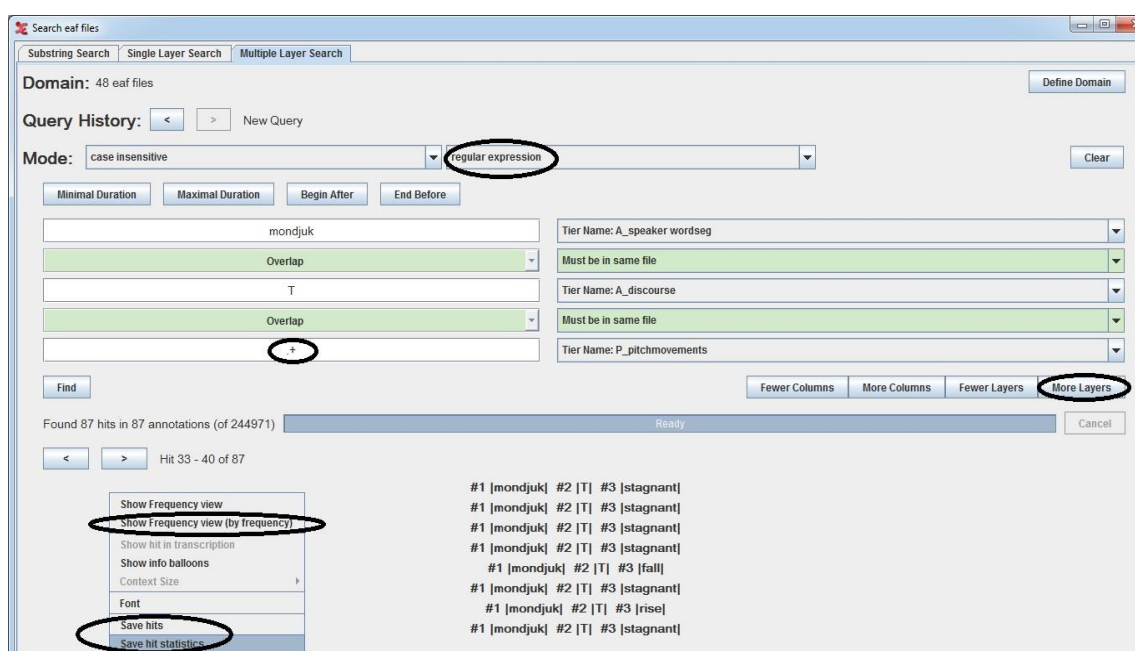 Search eaf files
Substring Search Single Layer Search Multiple Layer Search
Domain: 48 eaf files Define Domain
Query History: < > New Query
Mode: case insensitive regular expression Clear
Minimal Duration Maximal Duration Begin After End Before
mondjuk Tier Name: A_speaker wordseg
Overlap Must be in same file
T Tier Name: A_discourse
Overlap Must be in same file
.+ Tier Name: P_pitchmovements
Find Fewer Columns More Columns Fewer Layers More Layers
Found 87 hits in 87 annotations (of 244971) Ready Cancel
< > Hit 33 - 40 of 87
#1 |mondjuk| #2 |T| #3 |stagnant|
Show Frequency view #1 |mondjuk| #2 |T| #3 |stagnant|
Show Frequency view (by frequency) #1 |mondjuk| #2 |T| #3 |stagnant|
Show hit in transcription #1 |mondjuk| #2 |T| #3 |stagnant|
Show info balloons #1 |mondjuk| #2 |T| #3 |fall|
Context Size #1 |mondjuk| #2 |T| #3 |stagnant|
Font #1 |mondjuk| #2 |T| #3 |rise|
Save hits #1 |mondjuk| #2 |T| #3 |stagnant|
Save hit statistics